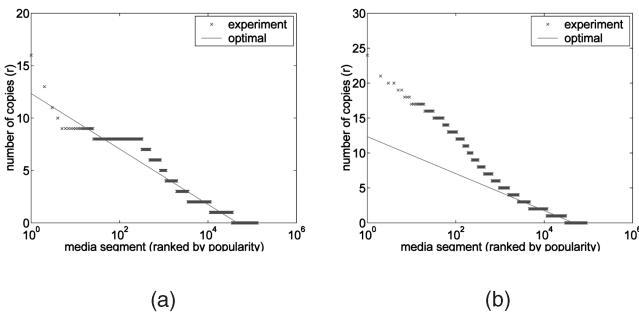 20
15
10
5
0
number of copies (r)
× experiment
— optimal
10^0 10^2 10^4 10^6
media segment (ranked by popularity)
(a)
30
25
20
15
10
5
0
number of copies (r)
× experiment
— optimal
10^0 10^2 10^4 10^6
media segment (ranked by popularity)
(b)